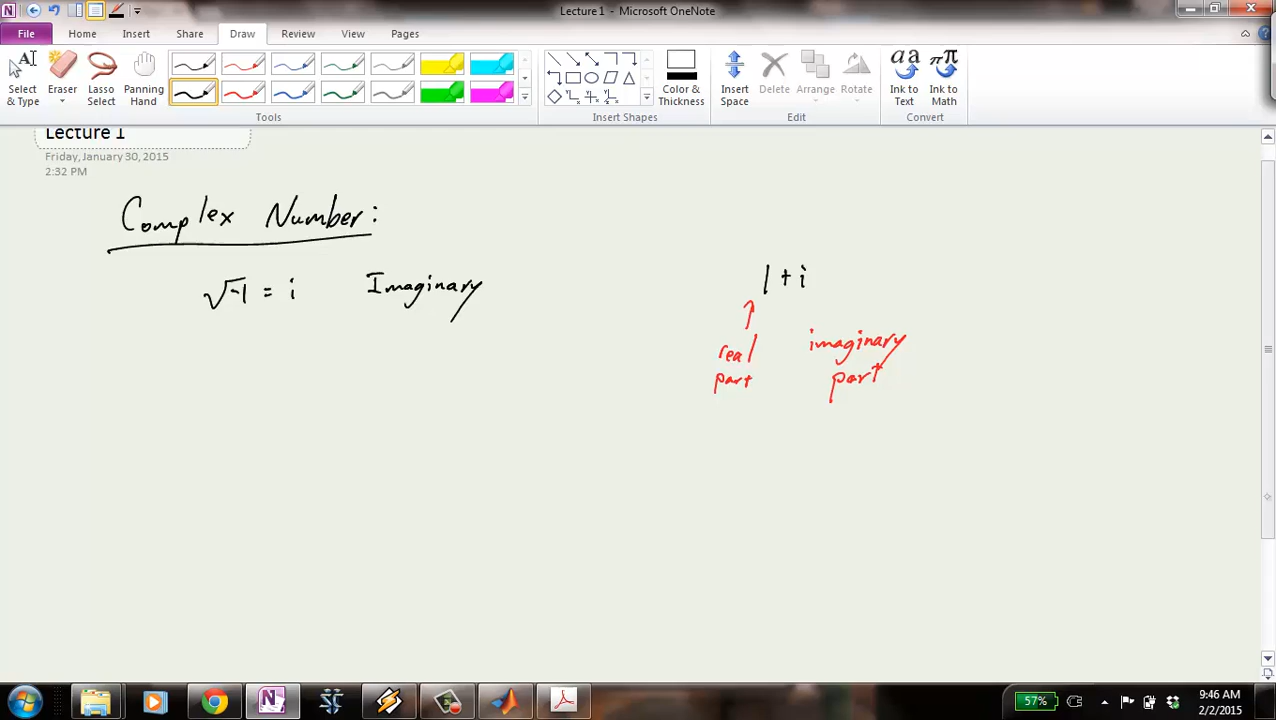 Lecture 1 - Microsoft OneNote
File Home Insert Share Draw Review View Pages
Select & Type
Eraser
Lasso Select
Panning Hand
Color & Thickness
Insert Space
Delete
Arrange
Rotate
Ink to Text
Ink to Math
Tools
Insert Shapes
Edit
Convert
Lecture 1
Friday, January 30, 2015
2:32 PM
Complex Number:
√-1 = i Imaginary
1 + i
real part
imaginary part
57%
9:46 AM
2/2/2015